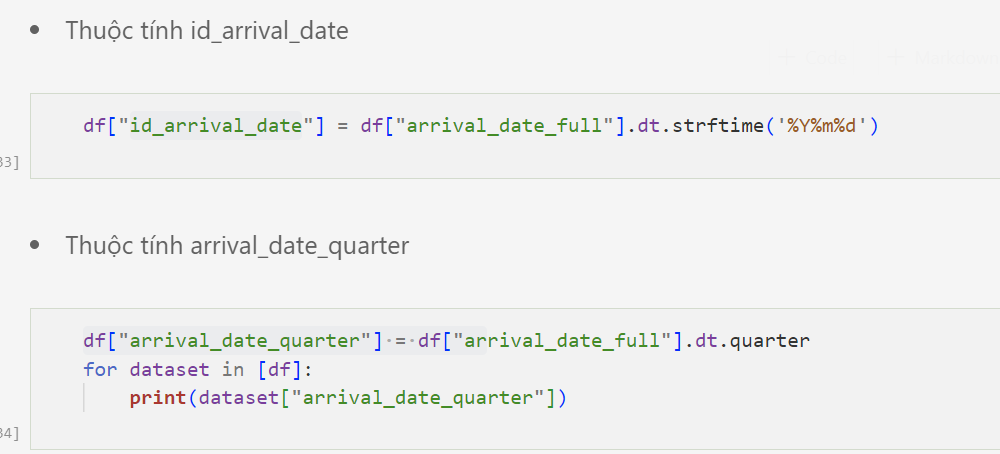 Thuộc tính id_arrival_date
+ Code + Markdown
df["id_arrival_date"] = df["arrival_date_full"].dt.strftime('%Y%m%d')
33]
Thuộc tính arrival_date_quarter
df["arrival_date_quarter"] = df["arrival_date_full"].dt.quarter
for dataset in [df]:
    print(dataset["arrival_date_quarter"])
34]